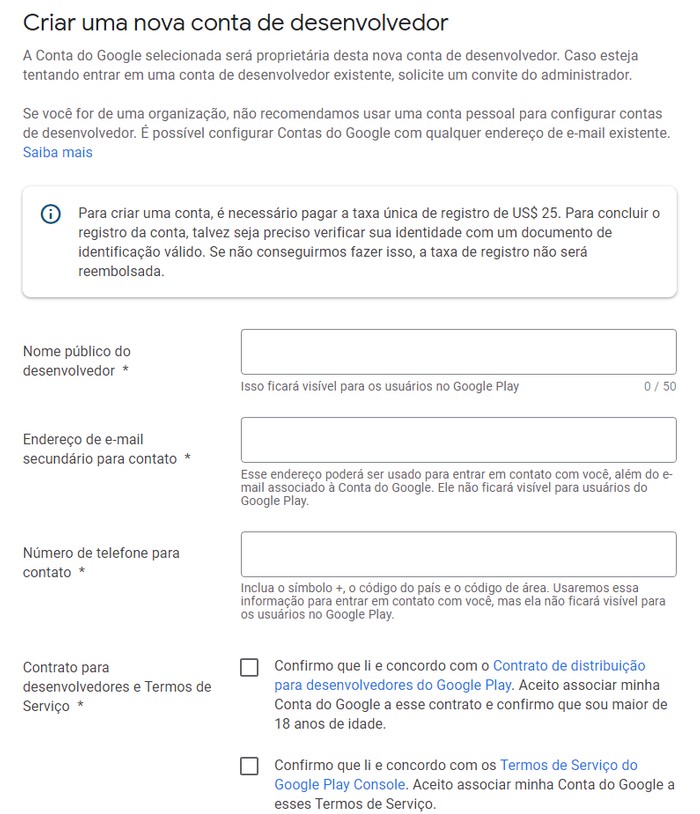 Criar uma nova conta de desenvolvedor
A Conta do Google selecionada será proprietária desta nova conta de desenvolvedor. Caso esteja
tentando entrar em uma conta de desenvolvedor existente, solicite um convite do administrador.
Se você for de uma organização, não recomendamos usar uma conta pessoal para configurar contas
de desenvolvedor. É possível configurar Contas do Google com qualquer endereço de e-mail existente.
Saiba mais
Para criar uma conta, é necessário pagar a taxa única de registro de US$ 25. Para concluir o
registro da conta, talvez seja preciso verificar sua identidade com um documento de
identificação válido. Se não conseguirmos fazer isso, a taxa de registro não será
reembolsada.
Nome público do
desenvolvedor *
Isso ficará visível para os usuários no Google Play
0 / 50
Endereço de e-mail
secundário para contato *
Esse endereço poderá ser usado para entrar em contato com você, além do e-
mail associado à Conta do Google. Ele não ficará visível para usuários do
Google Play.
Número de telefone para
contato *
Inclua o símbolo +, o código do país e o código de área. Usaremos essa
informação para entrar em contato com você, mas ela não ficará visível para
os usuários no Google Play.
Contrato para
desenvolvedores e Termos de
Serviço *
Confirmo que li e concordo com o Contrato de distribuição
para desenvolvedores do Google Play. Aceito associar minha
Conta do Google a esse contrato e confirmo que sou maior de
18 anos de idade.
Confirmo que li e concordo com os Termos de Serviço do
Google Play Console. Aceito associar minha Conta do Google a
esses Termos de Serviço.